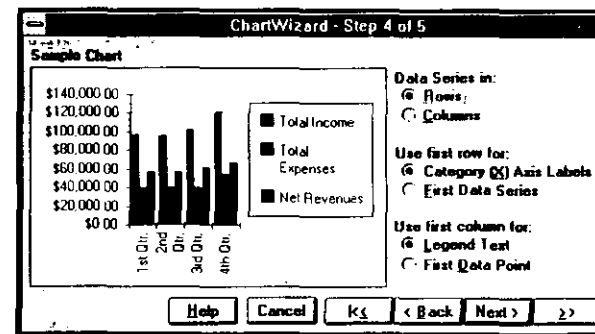 ChartWizard - Step 4 of 5
Sample Chart
$140,000.00
$120,000.00
$100,000.00
$80,000.00
$60,000.00
$40,000.00
$20,000.00
$0.00
1st Qtr.
2nd Qtr.
3rd Qtr.
4th Qtr.
Total Income
Total
Expenses
Net Revenues
Data Series in:
Rows
Columns
Use first row for:
Category (X) Axis Labels
First Data Series
Use first column for:
Legend Text
First Data Point
Help
Cancel
|<<
< Back
Next >
>>